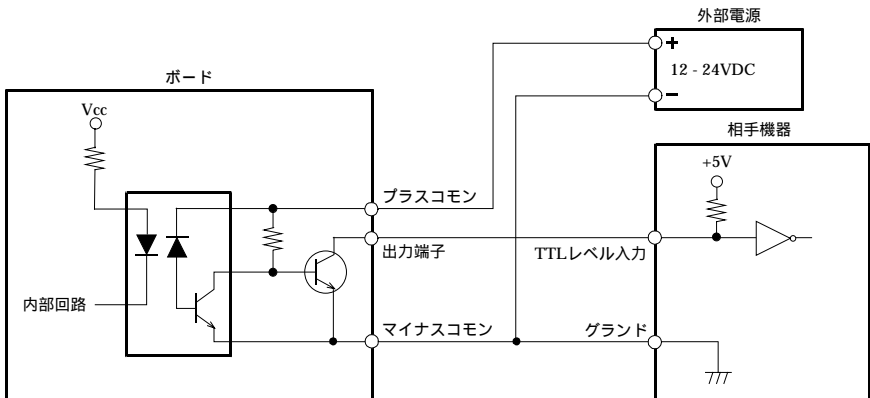 外部電源
+
12 - 24VDC
−
ボード
Vcc
相手機器
+5V
プラスコモン
出力端子
TTLレベル入力
内部回路
マイナスコモン
グランド